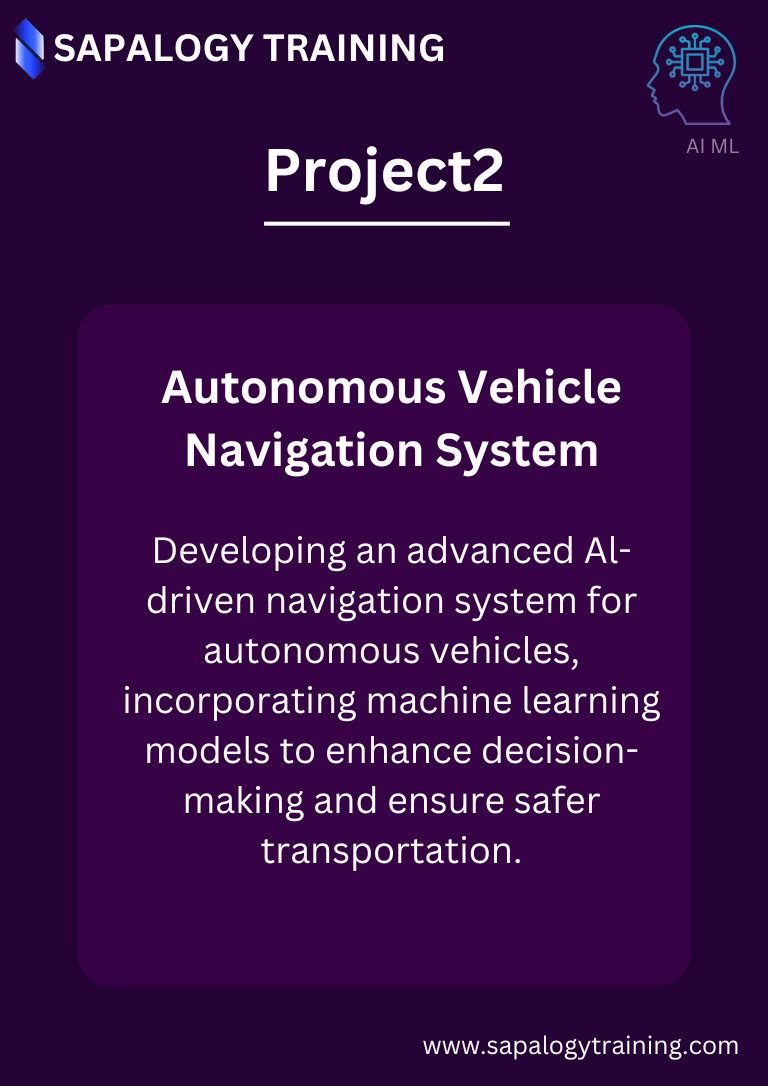 SAPALOGY TRAINING
AI ML
Project2
Autonomous Vehicle
Navigation System
Developing an advanced Al-
driven navigation system for
autonomous vehicles,
incorporating machine learning
models to enhance decision-
making and ensure safer
transportation.
www.sapalogytraining.com